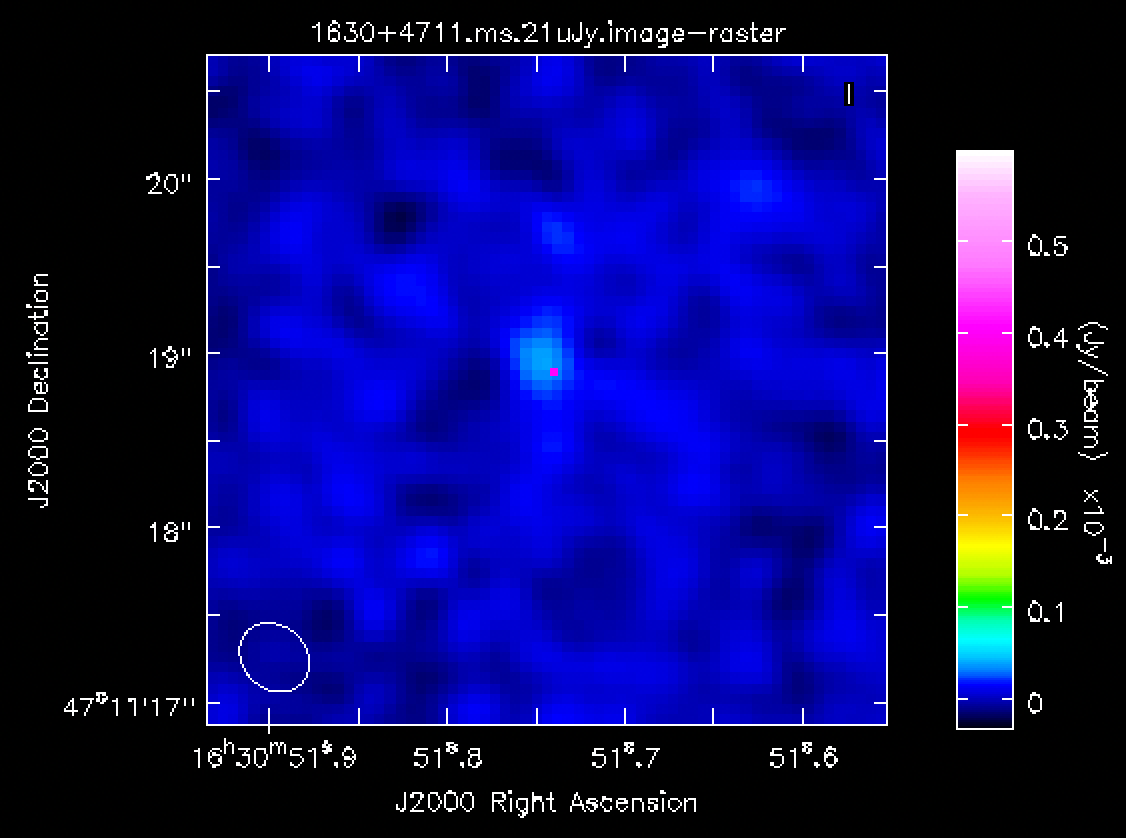 1630+4711.ms.21uJy.image-raster
I
20"
19"
18"
47°11'17"
16h30m51s.9
51s.8
51s.7
51s.6
J2000 Right Ascension
J2000 Declination
0.5
0.4
0.3
0.2
0.1
0
(Jy/beam) x10-3